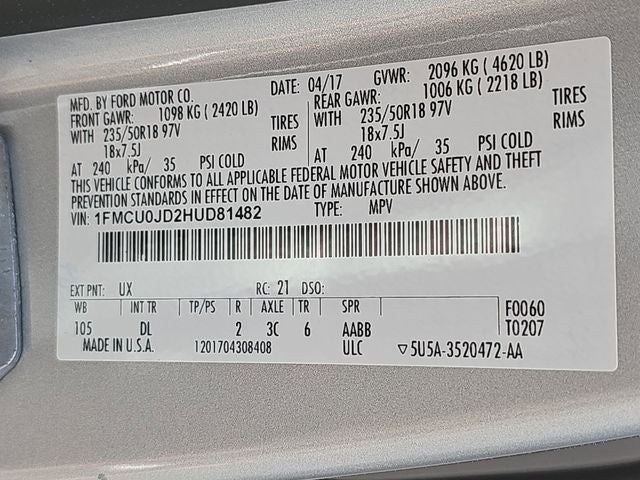 MFD. BY FORD MOTOR CO. DATE: 04/17 GVWR: 2096 KG ( 4620 LB)
FRONT GAWR: 1098 KG ( 2420 LB) REAR GAWR: 1006 KG ( 2218 LB)
WITH 235/50R18 97V TIRES WITH 235/50R18 97V TIRES
18x7.5J RIMS 18x7.5J RIMS
AT 240 kPa/ 35 PSI COLD AT 240 kPa/ 35 PSI COLD
THIS VEHICLE CONFORMS TO ALL APPLICABLE FEDERAL MOTOR VEHICLE SAFETY AND THEFT
PREVENTION STANDARDS IN EFFECT ON THE DATE OF MANUFACTURE SHOWN ABOVE.
VIN: 1FMCU0JD2HUD81482 TYPE: MPV
EXT PNT: UX RC: 21 DSO:
WB INT TR TP/PS R AXLE TR SPR F0060
105 DL 2 3C 6 AABB T0207
MADE IN U.S.A. 1201704308408 ULC ▽5U5A-3520472-AA